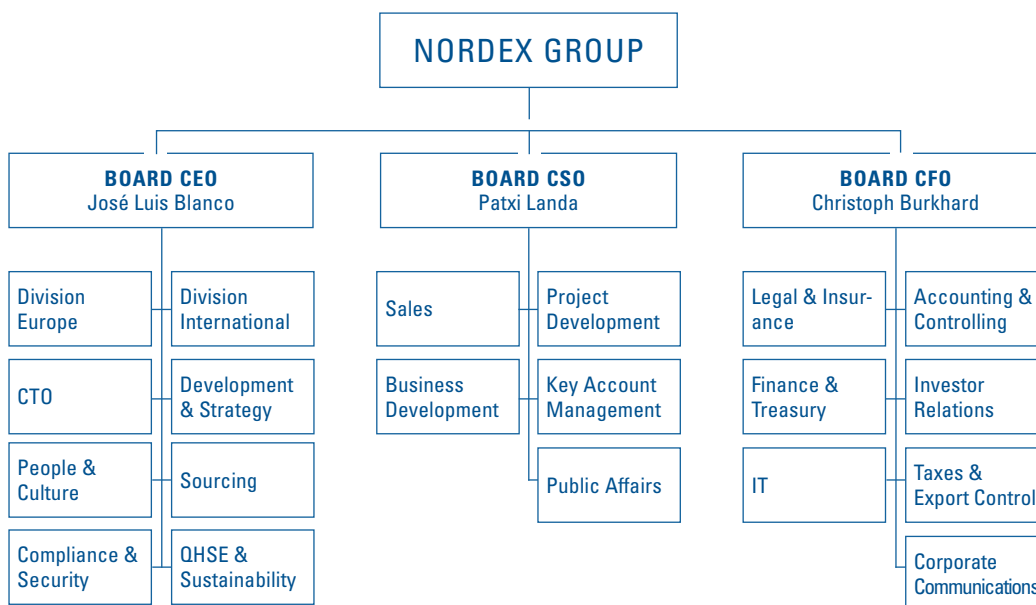 NORDEX GROUP
BOARD CEO
José Luis Blanco
BOARD CSO
Patxi Landa
BOARD CFO
Christoph Burkhard
Division
Europe
Division
International
CTO
Development
& Strategy
People &
Culture
Sourcing
Compliance &
Security
QHSE &
Sustainability
Sales
Project
Development
Business
Development
Key Account
Management
Public Affairs
Legal & Insur-
ance
Accounting &
Controlling
Finance &
Treasury
Investor
Relations
IT
Taxes &
Export Control
Corporate
Communications